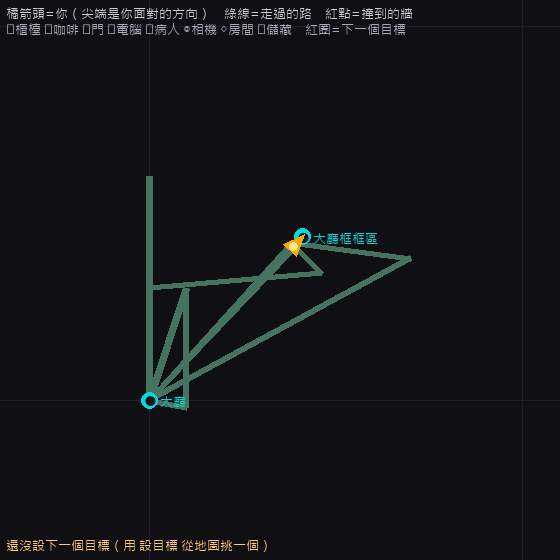 橘箭頭=你（尖端是你面對的方向） 綠線=走過的路 紅點=撞到的牆
▯櫃檯 ▯咖啡 ▯門 ▯電腦 ▯病人 ◉相機 ◇房間 ▯儲藏 紅圈=下一個目標
大廳框框區
大廳
還沒設下一個目標（用 設目標 從地圖挑一個）